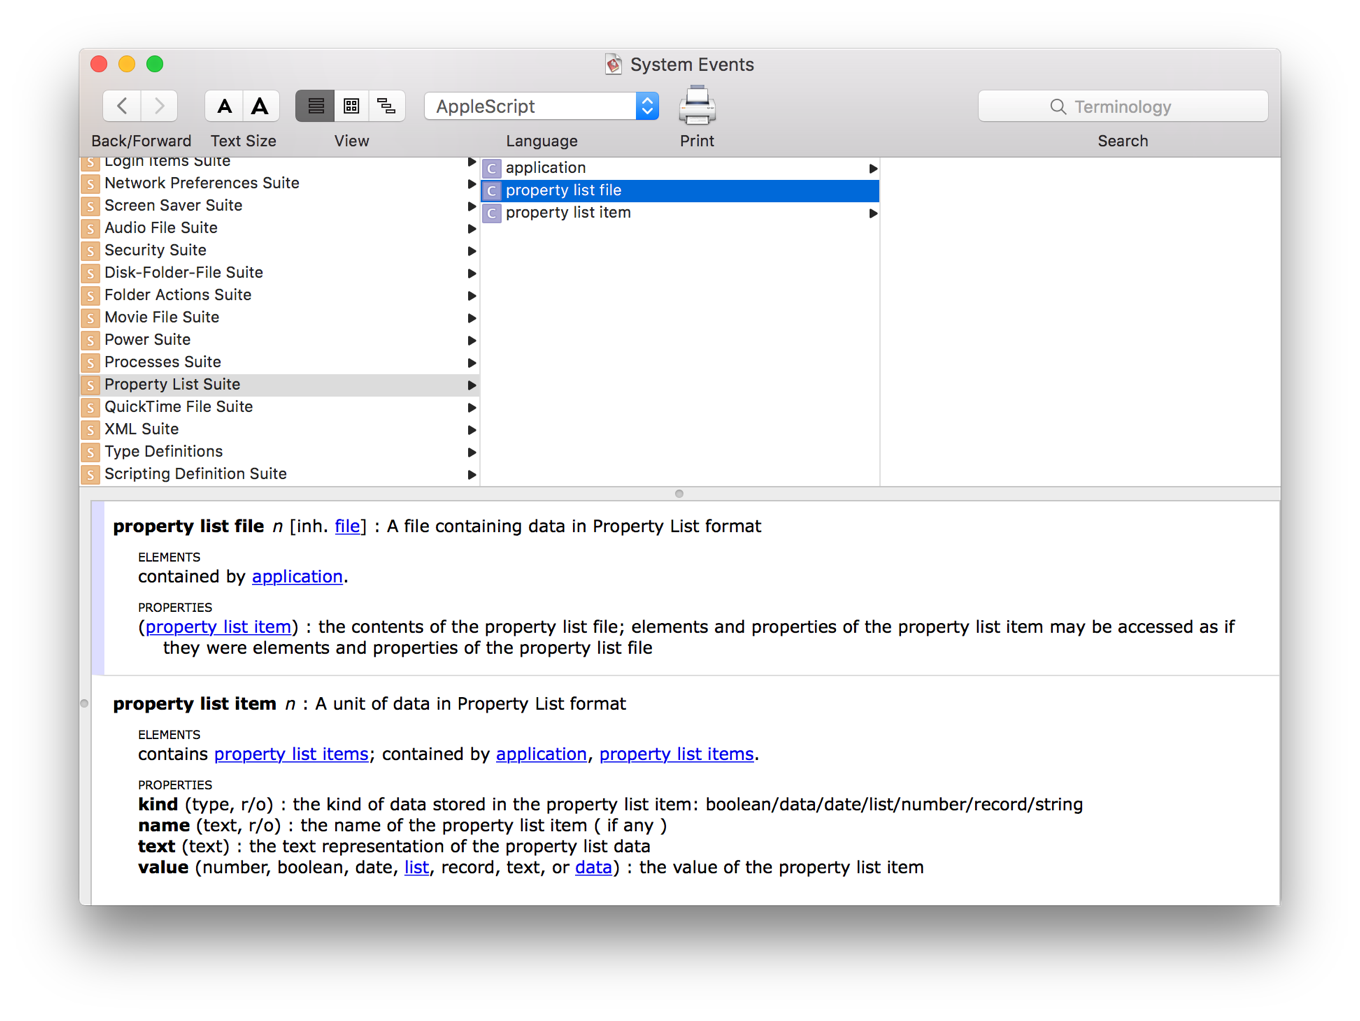 System Events
A A
AppleScript
Terminology
Back/Forward
Text Size
View
Language
Print
Search
S Login Items Suite
S Network Preferences Suite
S Screen Saver Suite
S Audio File Suite
S Security Suite
S Disk-Folder-File Suite
S Folder Actions Suite
S Movie File Suite
S Power Suite
S Processes Suite
S Property List Suite
S QuickTime File Suite
S XML Suite
S Type Definitions
S Scripting Definition Suite
C application
C property list file
C property list item
property list file n [inh. file] : A file containing data in Property List format
ELEMENTS
contained by application.
PROPERTIES
(property list item) : the contents of the property list file; elements and properties of the property list item may be accessed as if
they were elements and properties of the property list file
property list item n : A unit of data in Property List format
ELEMENTS
contains property list items; contained by application, property list items.
PROPERTIES
kind (type, r/o) : the kind of data stored in the property list item: boolean/data/date/list/number/record/string
name (text, r/o) : the name of the property list item ( if any )
text (text) : the text representation of the property list data
value (number, boolean, date, list, record, text, or data) : the value of the property list item